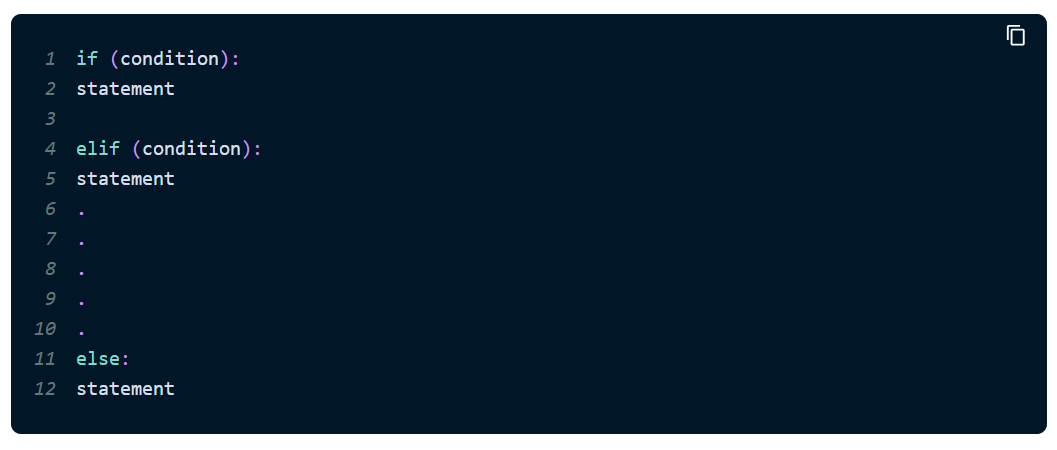 1 if (condition):
2 statement
3
4 elif (condition):
5 statement
6 .
7 .
8 .
9 .
10 .
11 else:
12 statement